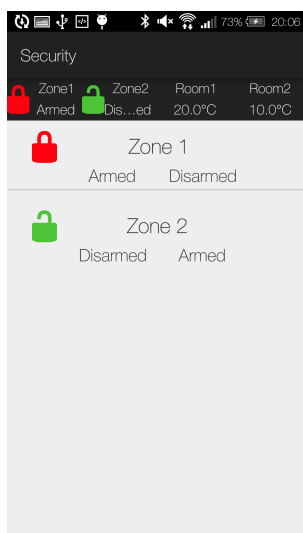 73% 20:06
Security
Zone1 Zone2 Room1 Room2
Armed Dis...ed 20.0°C 10.0°C
Zone 1
Armed Disarmed
Zone 2
Disarmed Armed